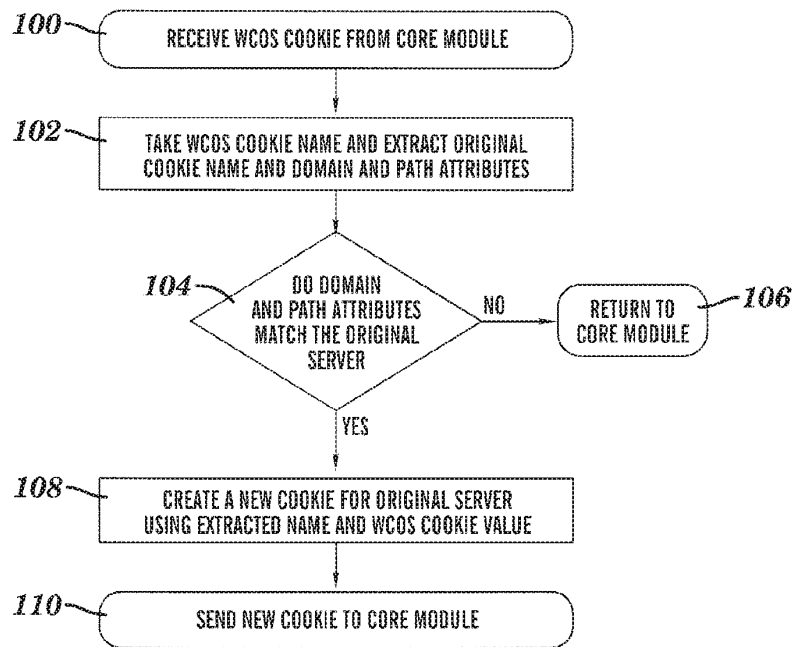 100
RECEIVE WCOS COOKIE FROM CORE MODULE
102
TAKE WCOS COOKIE NAME AND EXTRACT ORIGINAL
COOKIE NAME AND DOMAIN AND PATH ATTRIBUTES
104
DO DOMAIN
AND PATH ATTRIBUTES
MATCH THE ORIGINAL
SERVER
NO
RETURN TO
CORE MODULE
106
YES
108
CREATE A NEW COOKIE FOR ORIGINAL SERVER
USING EXTRACTED NAME AND WCOS COOKIE VALUE
110
SEND NEW COOKIE TO CORE MODULE